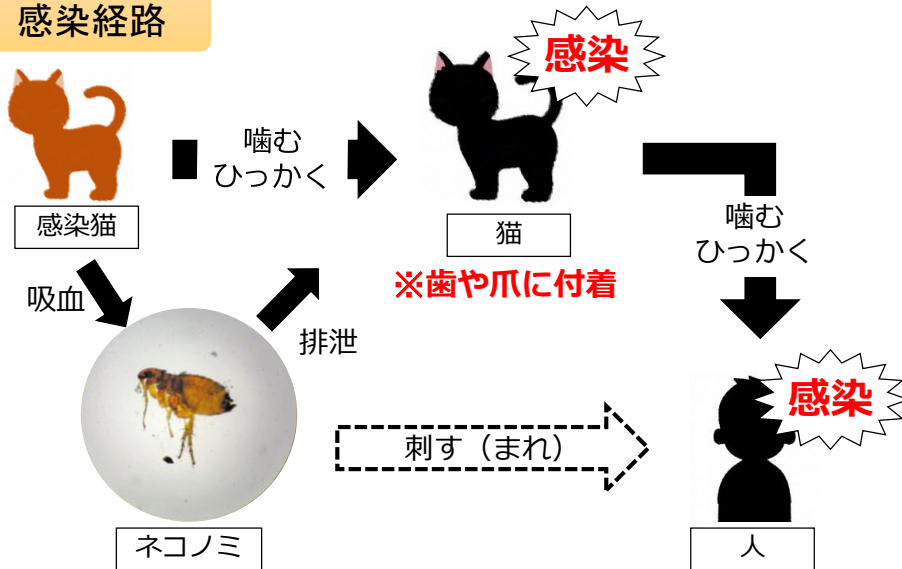 感染経路
感染
噛む
ひっかく
感染猫
猫
噛む
ひっかく
※歯や爪に付着
吸血
排泄
感染
刺す（まれ）
ネコノミ
人